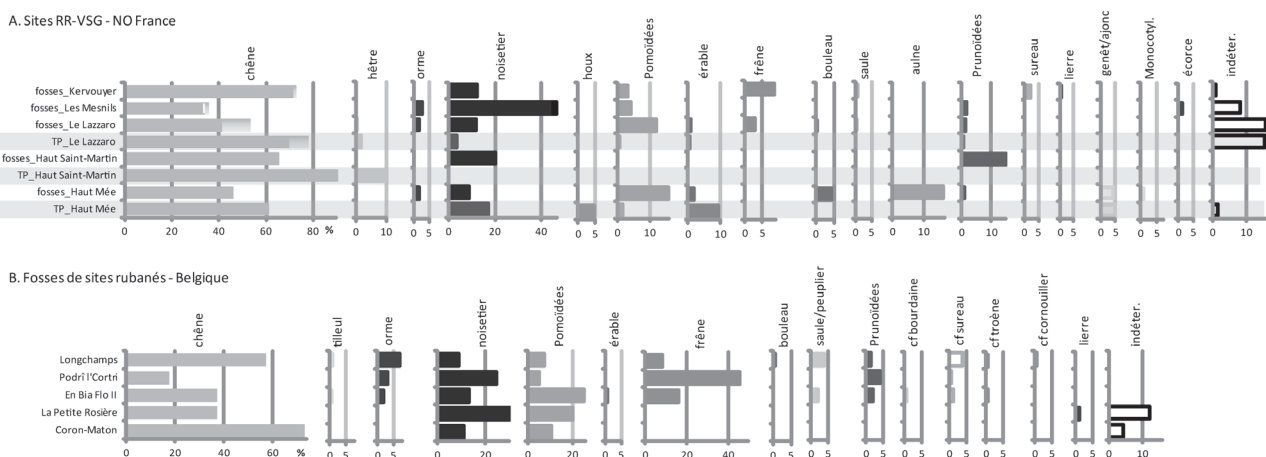 A. Sites RR-VSG - NO France
chêne
hêtre
orme
noisetier
houx
Pomoïdées
érable
frêne
bouleau
saule
aulne
Prunoïdées
sureau
lierre
genêt/ajonc
Monocotyl.
écorce
indéter.
fosses_Kervouyer
fosses_Les Mesnils
fosses_Le Lazzaro
TP_Le Lazzaro
fosses_Haut Saint-Martin
TP_Haut Saint-Martin
fosses_Haut Mée
TP_Haut Mée
0 20 40 60 80 % 0 10 0 5 0 20 40 0 5 0 10 0 10 0 5 0 5 0 5 0 10 0 10 0 5 0 5 0 5 0 5 0 5 0 10
B. Fosses de sites rubanés - Belgique
chêne
tilleul
orme
noisetier
Pomoïdées
érable
frêne
bouleau
saule/peuplier
Prunoïdées
cf bourdaine
cf sureau
cf troène
cf cornouiller
lierre
indéter.
Longchamps
Podrî l'Cortri
En Bia Flo II
La Petite Rosière
Coron-Maton
0 20 40 60 % 0 5 0 5 0 20 0 20 0 5 0 20 40 0 5 0 5 0 5 0 5 0 5 0 5 0 5 0 5 0 10